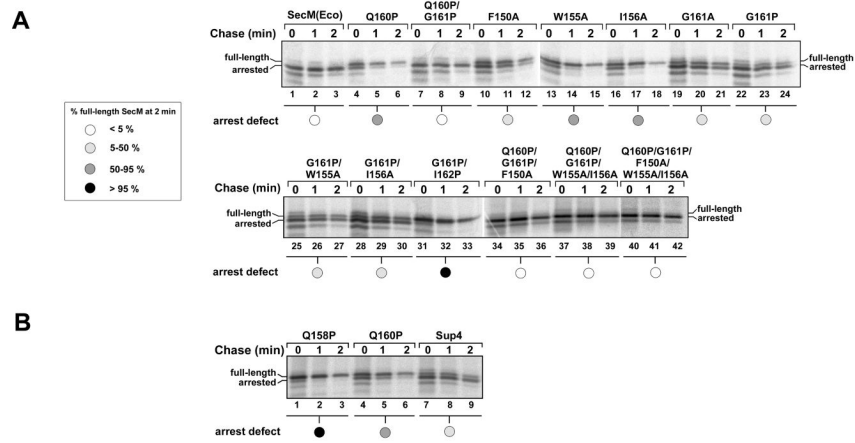 A
SecM(Eco) Q160P Q160P/ G161P F150A W155A I156A G161A G161P
Chase (min) 0 1 2 0 1 2 0 1 2 0 1 2 0 1 2 0 1 2 0 1 2 0 1 2
full-length full-length
arrested arrested
1 2 3 4 5 6 7 8 9 10 11 12 13 14 15 16 17 18 19 20 21 22 23 24
arrest defect
% full-length SecM at 2 min
< 5 %
5-50 %
50-95 %
> 95 %
G161P/ W155A G161P/ I156A G161P/ I162P Q160P/ G161P/ F150A Q160P/ G161P/ W155A/I156A Q160P/G161P/ F150A/ W155A/I156A
Chase (min) 0 1 2 0 1 2 0 1 2 0 1 2 0 1 2 0 1 2
full-length full-length
arrested arrested
25 26 27 28 29 30 31 32 33 34 35 36 37 38 39 40 41 42
arrest defect
B
Q158P Q160P Sup4
Chase (min) 0 1 2 0 1 2 0 1 2
full-length
arrested
1 2 3 4 5 6 7 8 9
arrest defect